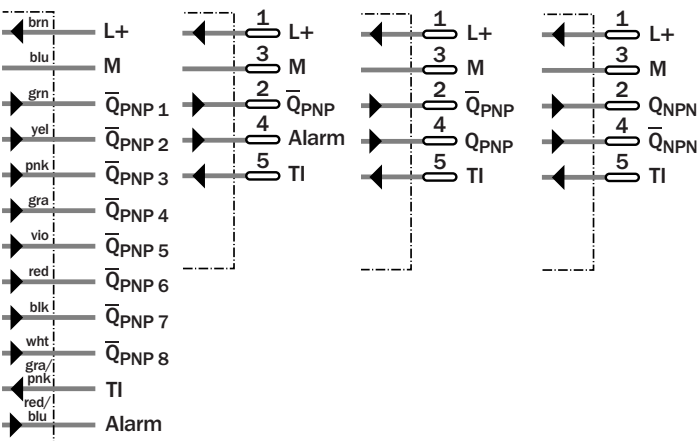 brn L+
blu M
grn Q̅PNP 1
yel Q̅PNP 2
pnk Q̅PNP 3
gra Q̅PNP 4
vio Q̅PNP 5
red Q̅PNP 6
blk Q̅PNP 7
wht Q̅PNP 8
gra/
pnk TI
red/
blu Alarm
1 L+
3 M
2 Q̅PNP
4 Alarm
5 TI
1 L+
3 M
2 Q̅PNP
4 QPNP
5 TI
1 L+
3 M
2 QNPN
4 Q̅NPN
5 TI